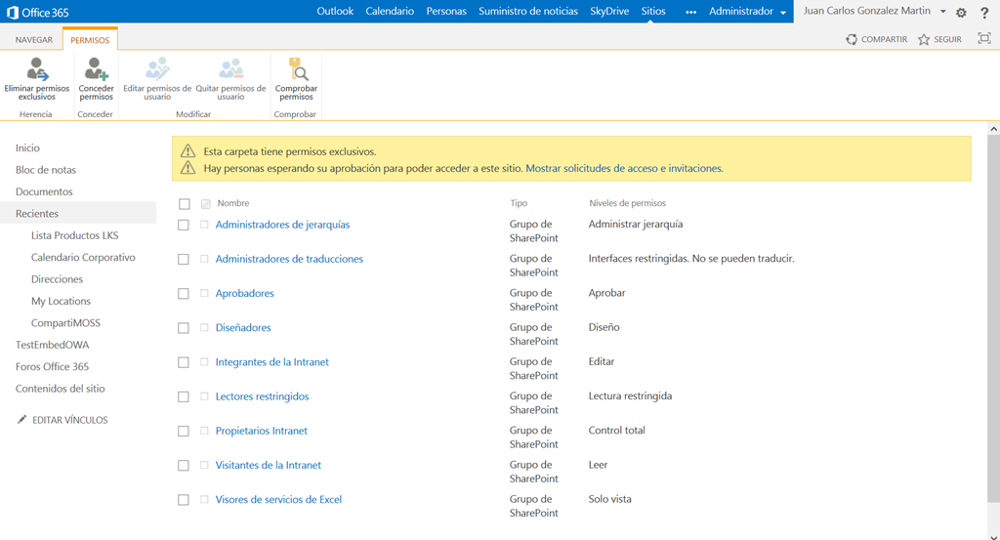 Office 365
Outlook Calendario Personas Suministro de noticias SkyDrive Sitios ••• Administrador Juan Carlos Gonzalez Martin ?
NAVEGAR PERMISOS COMPARTIR SEGUIR
Eliminar permisos exclusivos
Conceder permisos
Editar permisos de usuario
Quitar permisos de usuario
Comprobar permisos
Herencia Conceder Modificar Comprobar
Inicio
Bloc de notas
Documentos
Recientes
Lista Productos LKS
Calendario Corporativo
Direcciones
My Locations
CompartiMOSS
TestEmbedOWA
Foros Office 365
Contenidos del sitio
EDITAR VÍNCULOS
Esta carpeta tiene permisos exclusivos.
Hay personas esperando su aprobación para poder acceder a este sitio. Mostrar solicitudes de acceso e invitaciones.
Nombre Tipo Niveles de permisos
Administradores de jerarquías Grupo de SharePoint Administrar jerarquía
Administradores de traducciones Grupo de SharePoint Interfaces restringidas. No se pueden traducir.
Aprobadores Grupo de SharePoint Aprobar
Diseñadores Grupo de SharePoint Diseño
Integrantes de la Intranet Grupo de SharePoint Editar
Lectores restringidos Grupo de SharePoint Lectura restringida
Propietarios Intranet Grupo de SharePoint Control total
Visitantes de la Intranet Grupo de SharePoint Leer
Visores de servicios de Excel Grupo de SharePoint Solo vista